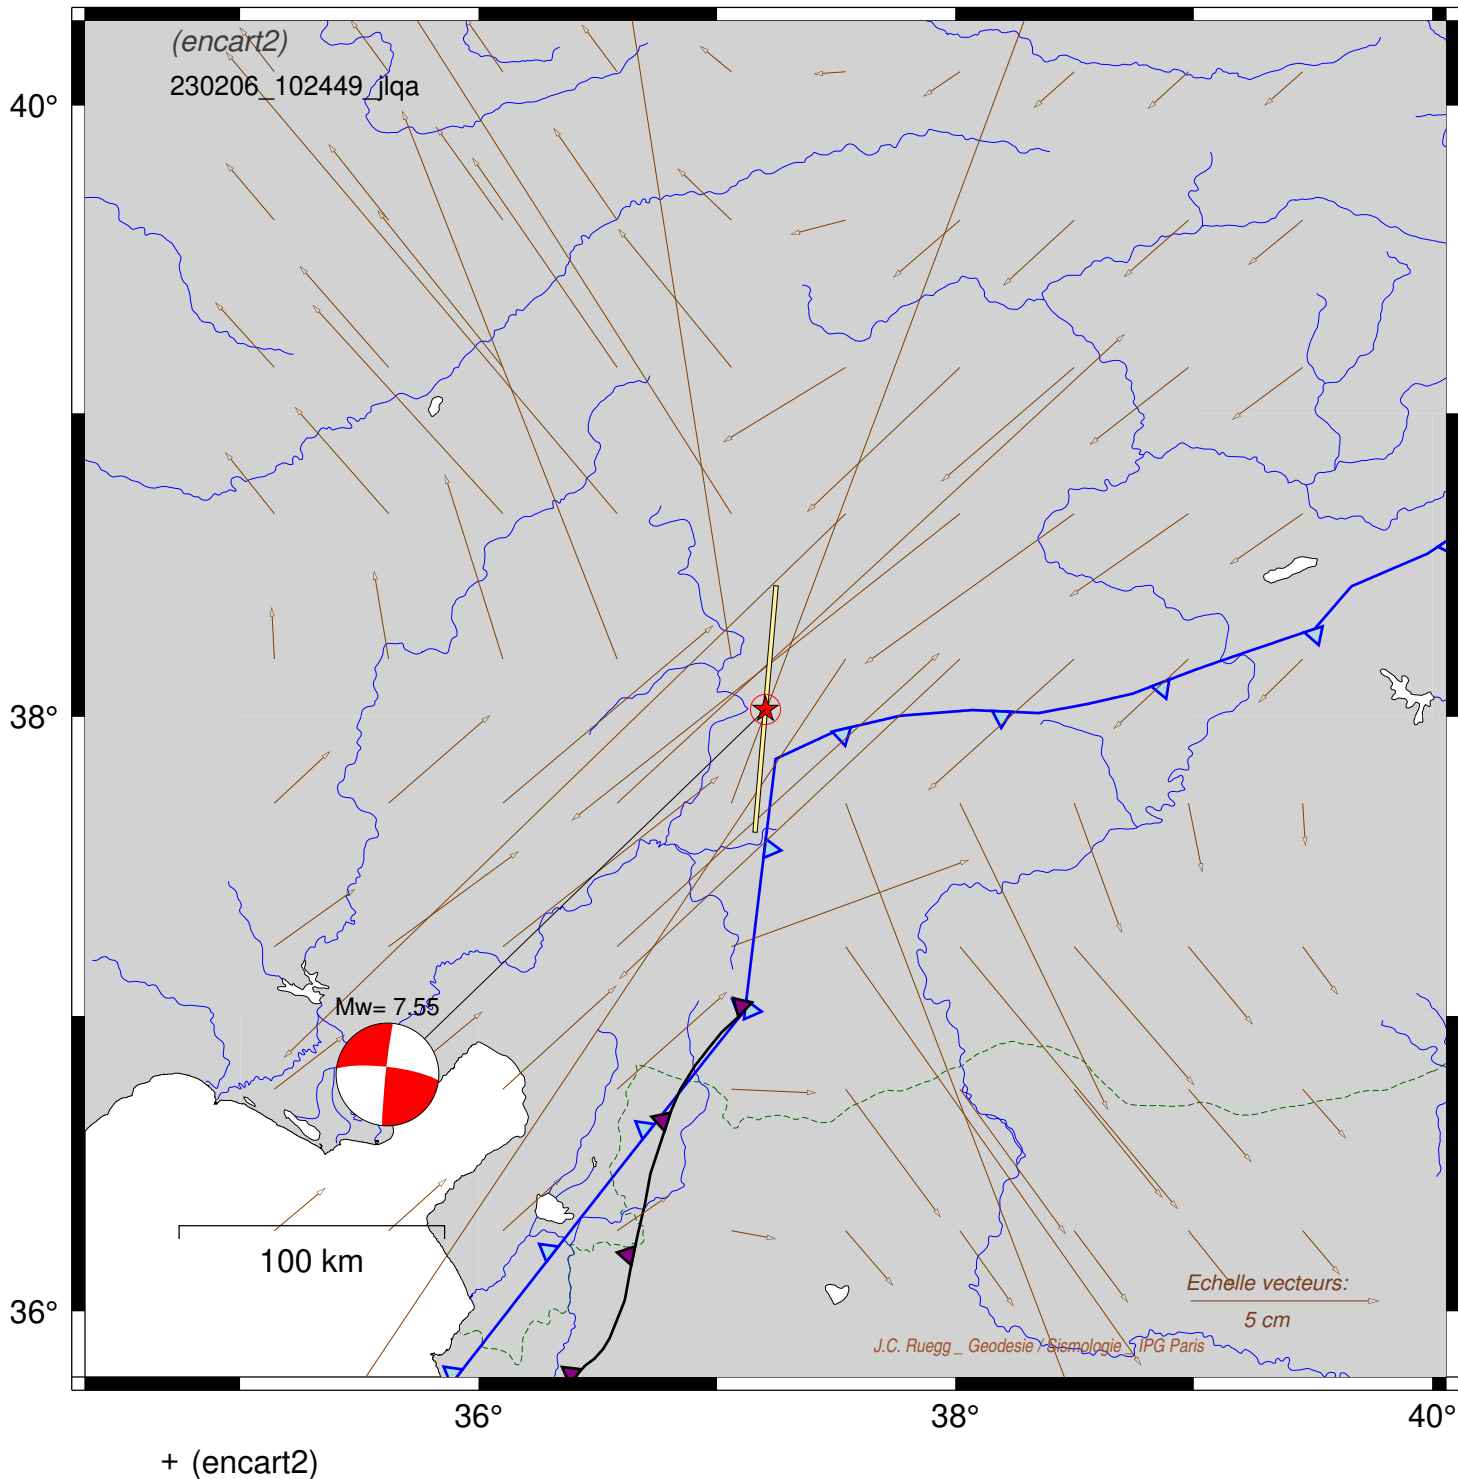 (encart2)
230206_102449_jlqa
40°
38°
Mw= 7.55
100 km
Echelle vecteurs:
5 cm
36°
J.C. Ruegg _ Geodesie / Sismologie _ IPG Paris
36°
38°
40°
+ (encart2)